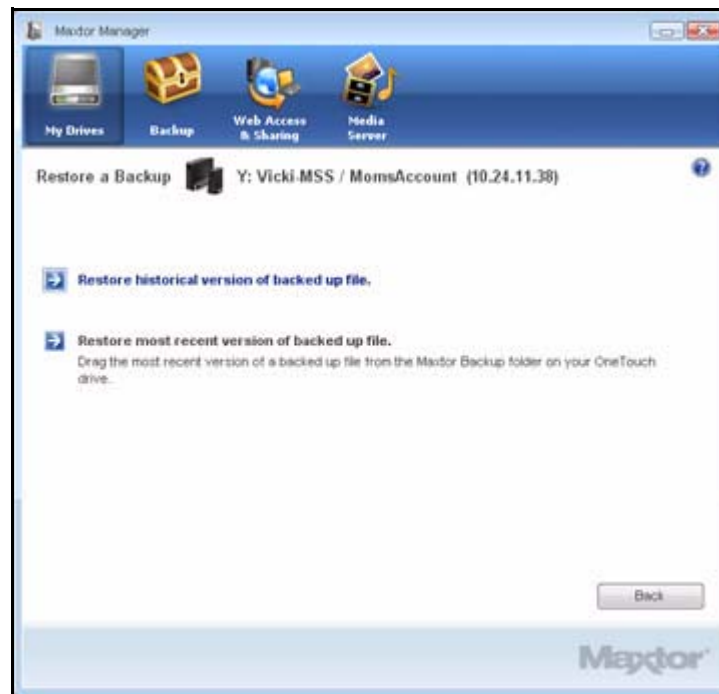 Maxtor Manager
My Drives
Backup
Web Access
& Sharing
Media
Server
Restore a Backup
Y: Vicki-MSS / MomsAccount (10.24.11.38)
?
Restore historical version of backed up file.
Restore most recent version of backed up file.
Drag the most recent version of a backed up file from the Maxtor Backup folder on your OneTouch
drive.
Back
Maxtor